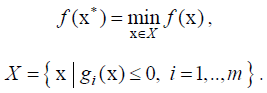 f(x*) = min f(x),
x∈X
X = { x | gᵢ(x) ≤ 0, i = 1,..,m }.